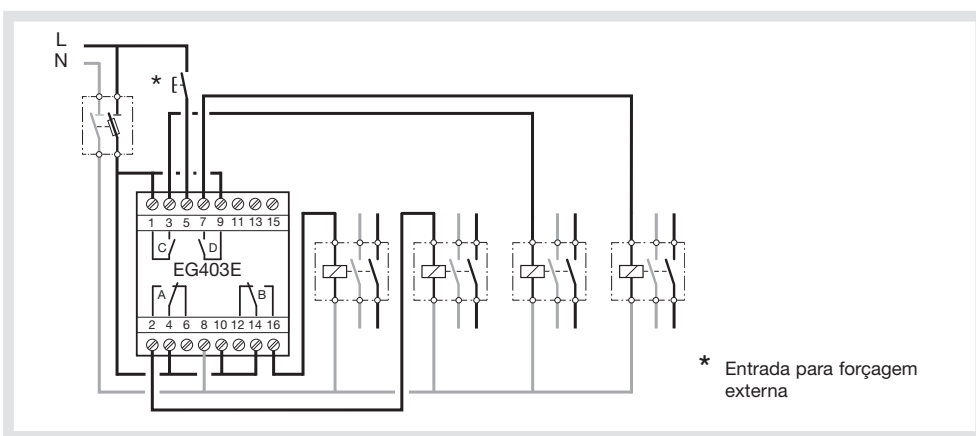 L
N
*
1 3 5 7 9 11 13 15
C D
EG403E
A B
2 4 6 8 10 12 14 16
* Entrada para forçagem
externa